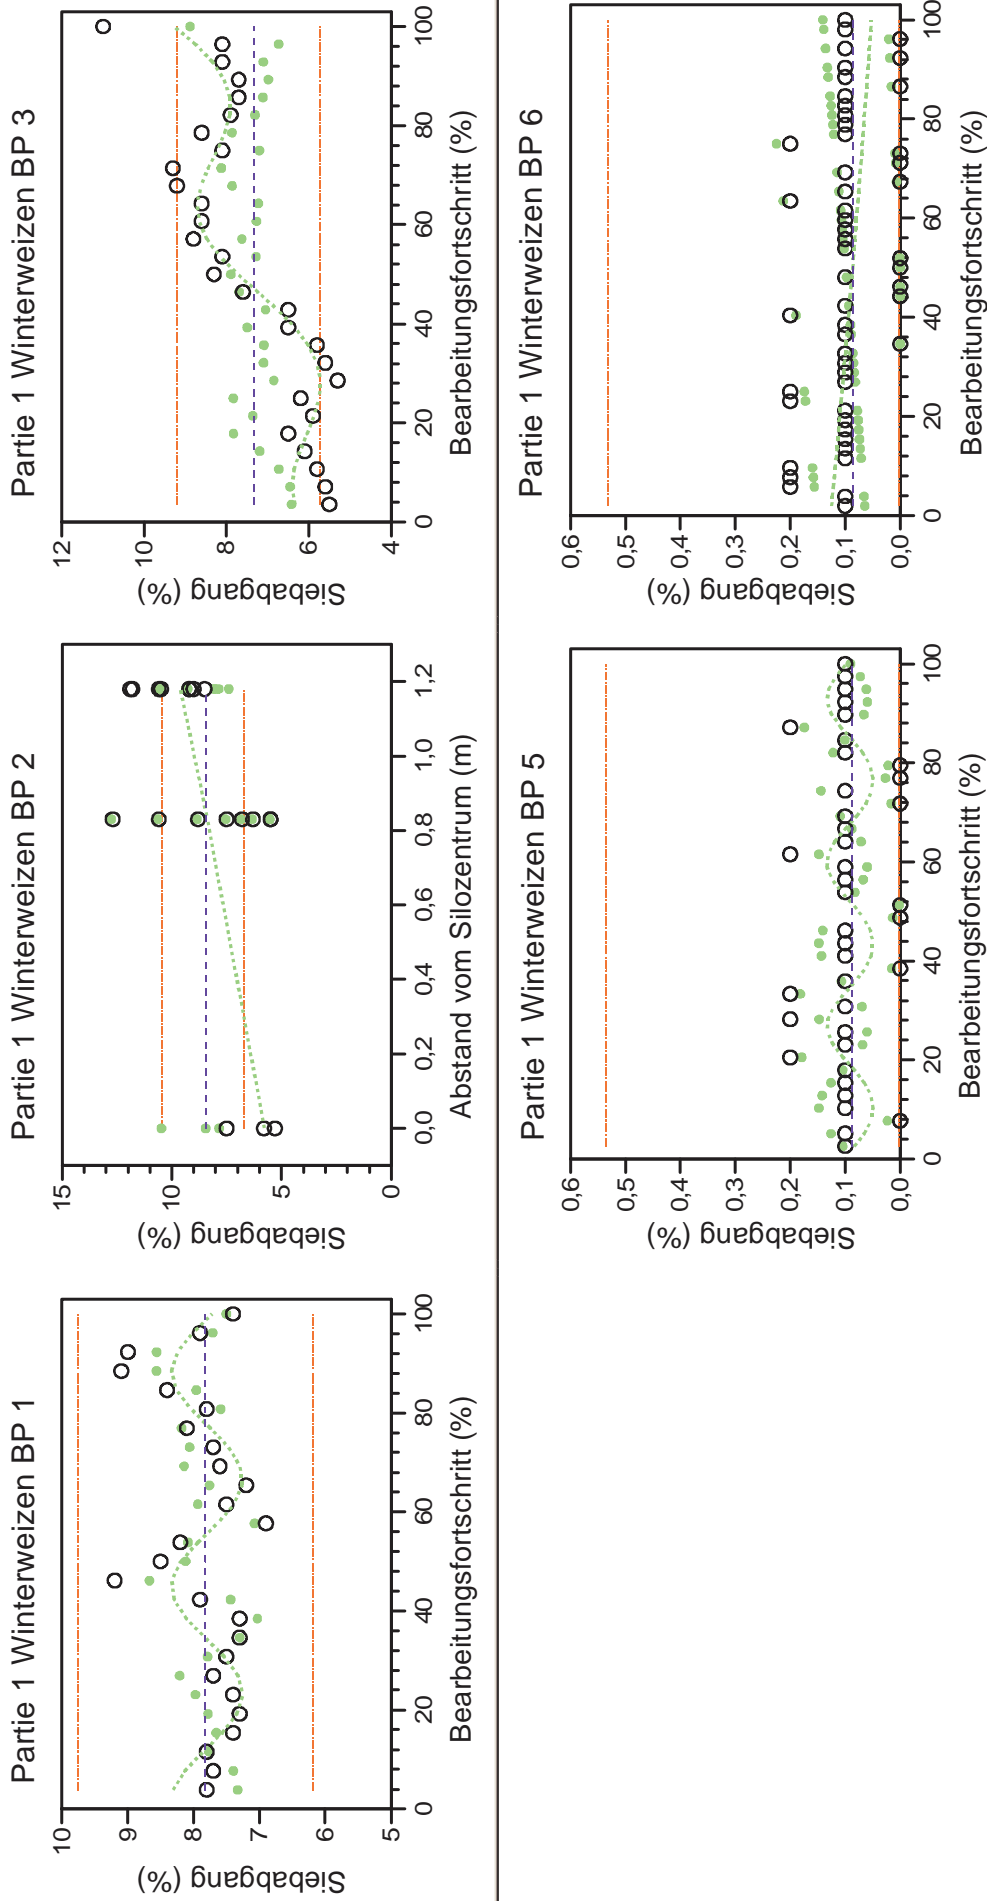 Partie 1 Winterweizen BP 1
Siebabgang (%)
10
9
8
7
6
5
0 20 40 60 80 100
Bearbeitungsfortschritt (%)
Partie 1 Winterweizen BP 2
Siebabgang (%)
15
10
5
0
0,0 0,2 0,4 0,6 0,8 1,0 1,2
Abstand vom Silozentrum (m)
Partie 1 Winterweizen BP 3
Siebabgang (%)
12
10
8
6
4
0 20 40 60 80 100
Bearbeitungsfortschritt (%)
Partie 1 Winterweizen BP 5
Siebabgang (%)
0,6
0,5
0,4
0,3
0,2
0,1
0,0
0 20 40 60 80 100
Bearbeitungsfortschritt (%)
Partie 1 Winterweizen BP 6
Siebabgang (%)
0,6
0,5
0,4
0,3
0,2
0,1
0,0
0 20 40 60 80 100
Bearbeitungsfortschritt (%)